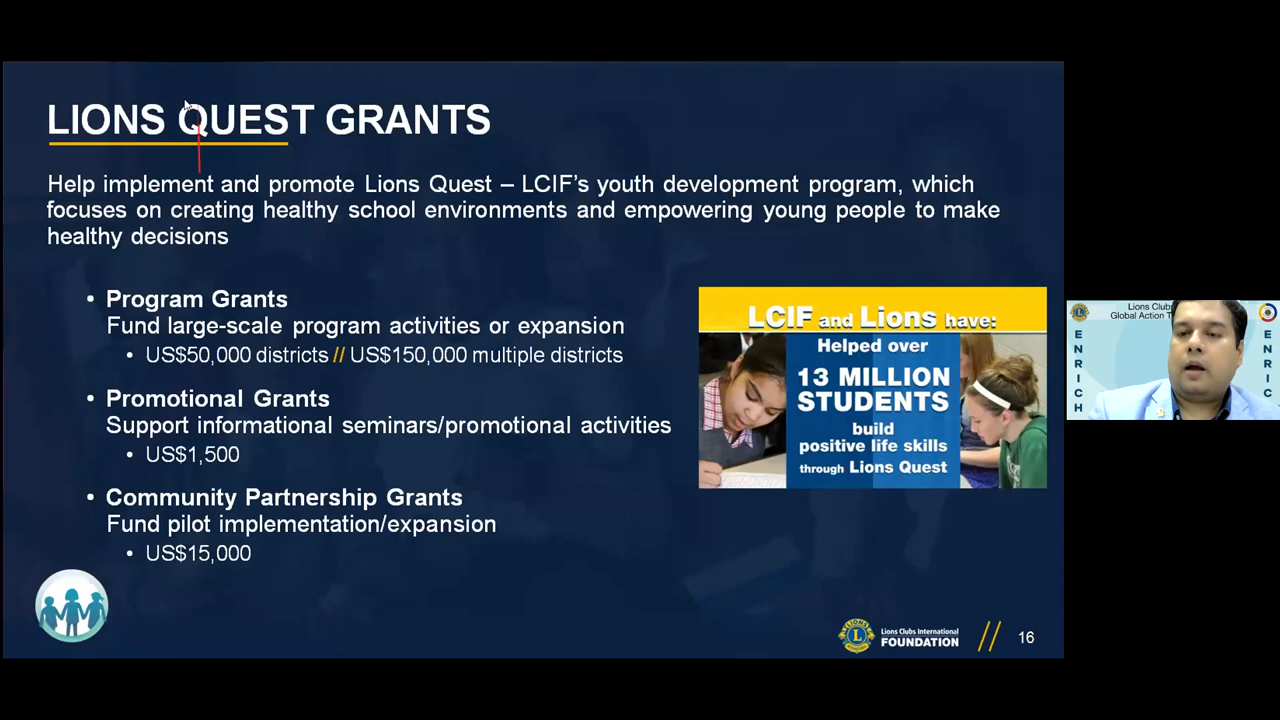 LIONS QUEST GRANTS
Help implement and promote Lions Quest – LCIF's youth development program, which
focuses on creating healthy school environments and empowering young people to make
healthy decisions
• Program Grants
Fund large-scale program activities or expansion
• US$50,000 districts // US$150,000 multiple districts
• Promotional Grants
Support informational seminars/promotional activities
• US$1,500
• Community Partnership Grants
Fund pilot implementation/expansion
• US$15,000
LCIF and Lions have:
Helped over
13 MILLION
STUDENTS
build
positive life skills
through Lions Quest
LIONS
L
Lions Clubs International
FOUNDATION
// 16
Lions Clubs
Global Action T
ENRICH
ENRIC